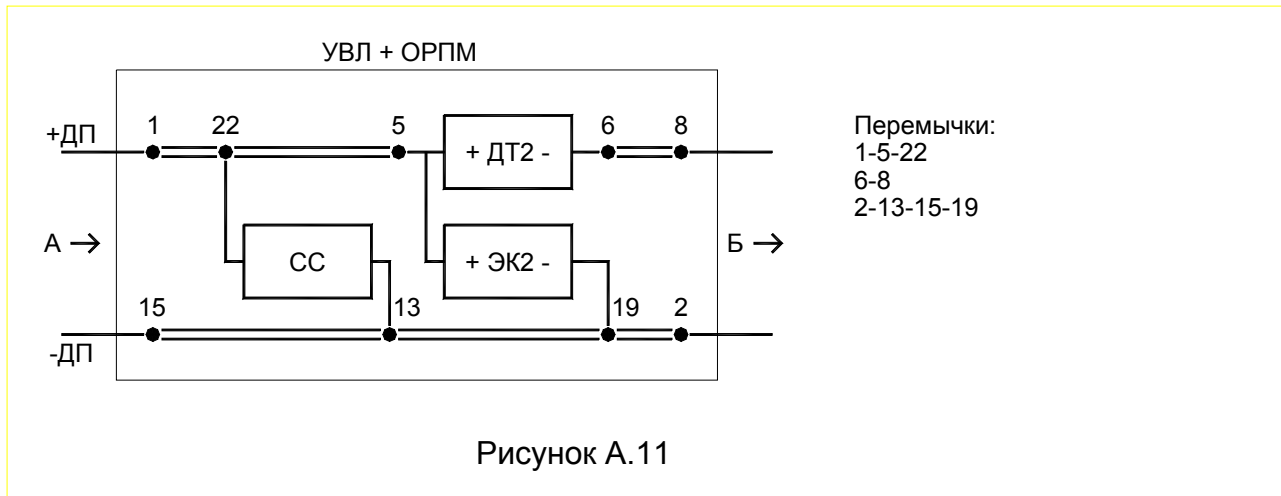 УВЛ + ОРПМ
+ДП 1 22 5 + ДТ2 - 6 8
А → СС + ЭК2 - Б →
15 13 19 2
-ДП
Перемычки:
1-5-22
6-8
2-13-15-19
Рисунок А.11